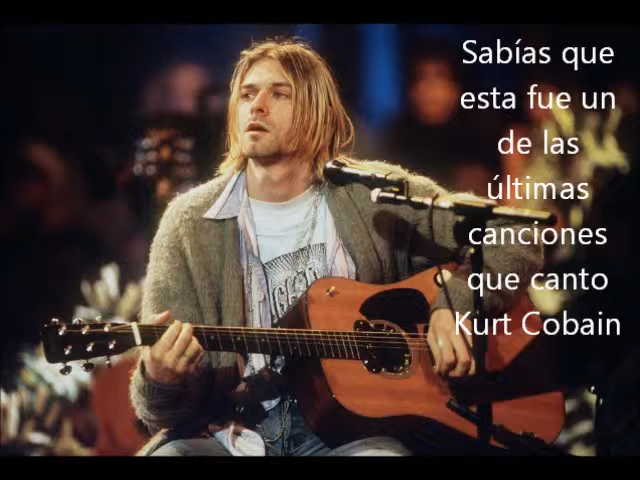 Sabías que
esta fue un
de las
últimas
canciones
que canto
Kurt Cobain